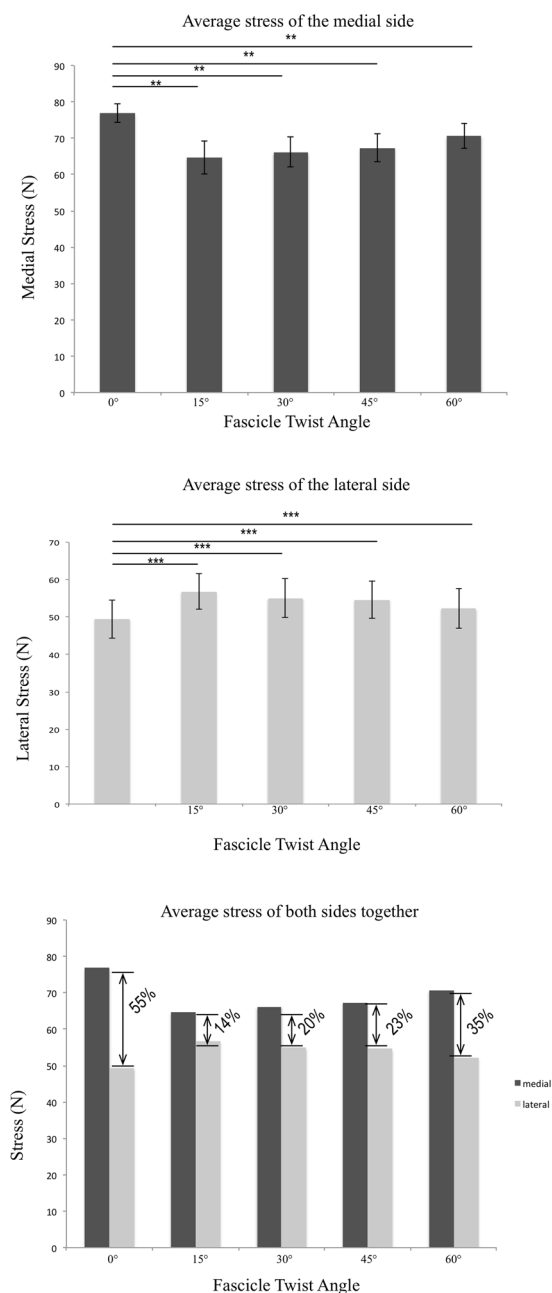 Average stress of the medial side
**
**
**
**
90
80
70
60
50
40
30
20
10
0
Medial Stress (N)
0° 15° 30° 45° 60°
Fascicle Twist Angle
Average stress of the lateral side
***
***
***
***
70
60
50
40
30
20
10
0
Lateral Stress (N)
15° 30° 45° 60°
Fascicle Twist Angle
Average stress of both sides together
90
80
70
60
50
40
30
20
10
0
Stress (N)
55%
14%
20%
23%
35%
medial
lateral
0° 15° 30° 45° 60°
Fascicle Twist Angle